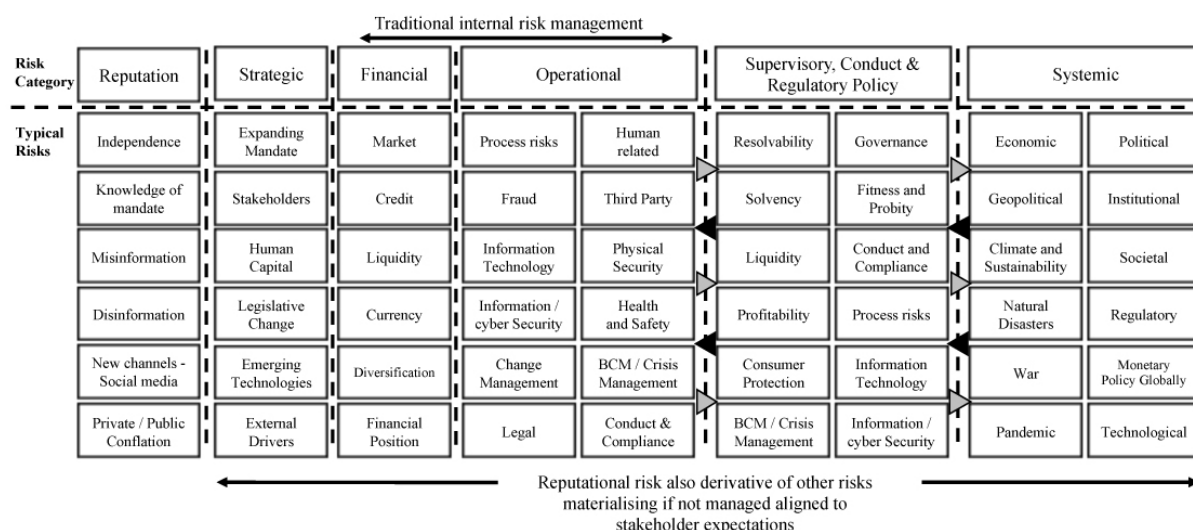 Traditional internal risk management
Risk
Category
Reputation
Strategic
Financial
Operational
Supervisory, Conduct &
Regulatory Policy
Systemic
Typical
Risks
Independence
Expanding
Mandate
Market
Process risks
Human
related
Resolvability
Governance
Economic
Political
Knowledge of
mandate
Stakeholders
Credit
Fraud
Third Party
Solvency
Fitness and
Probity
Geopolitical
Institutional
Misinformation
Human
Capital
Liquidity
Information
Technology
Physical
Security
Liquidity
Conduct and
Compliance
Climate and
Sustainability
Societal
Disinformation
Legislative
Change
Currency
Information /
cyber Security
Health
and Safety
Profitability
Process risks
Natural
Disasters
Regulatory
New channels -
Social media
Emerging
Technologies
Diversification
Change
Management
BCM / Crisis
Management
Consumer
Protection
Information
Technology
War
Monetary
Policy Globally
Private / Public
Conflation
External
Drivers
Financial
Position
Legal
Conduct &
Compliance
BCM / Crisis
Management
Information/
cyber Security
Pandemic
Technological
Reputational risk also derivative of other risks
materialising if not managed aligned to
stakeholder expectations